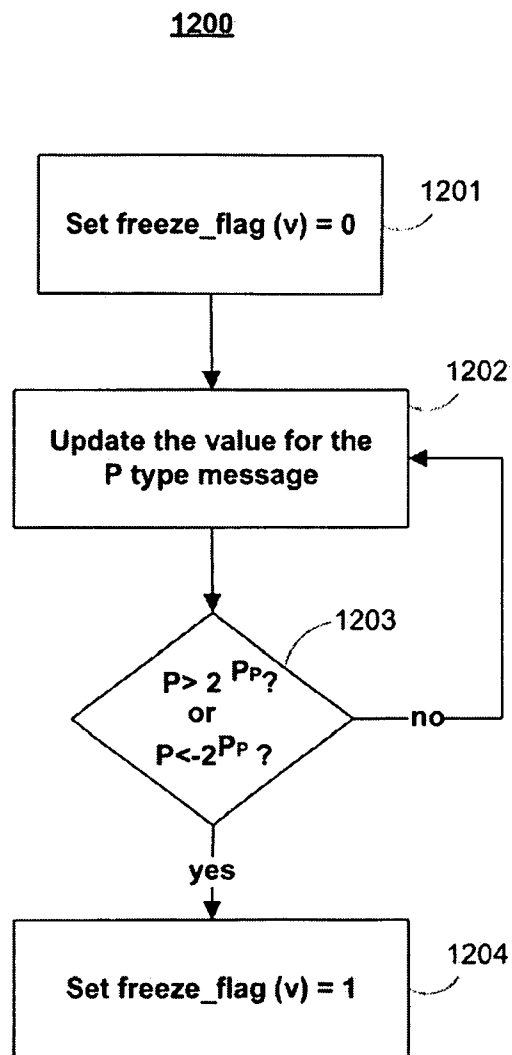 1200
Set freeze_flag (v) = 0
1201
1202
Update the value for the
P type message
1203
P> 2 Pp?
or
P<-2Pp ?
no
yes
Set freeze_flag (v) = 1
1204